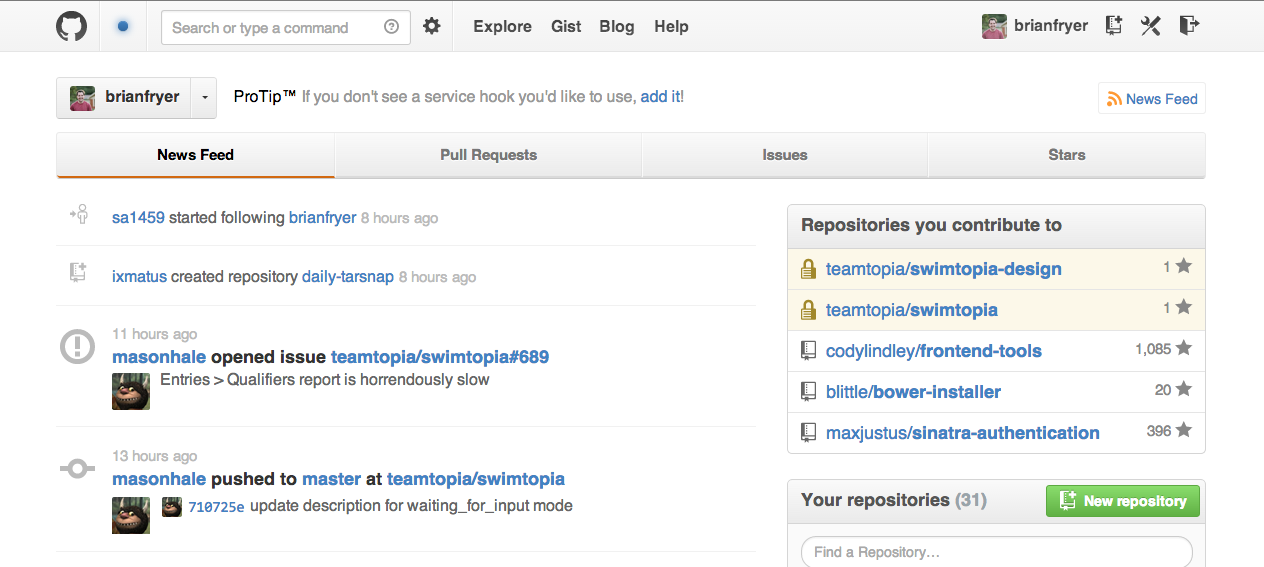 Search or type a command
Explore Gist Blog Help
brianfryer
brianfryer
ProTip™ If you don't see a service hook you'd like to use, add it!
News Feed
News Feed
Pull Requests
Issues
Stars
sa1459 started following brianfryer 8 hours ago
ixmatus created repository daily-tarsnap 8 hours ago
11 hours ago
masonhale opened issue teamtopia/swimtopia#689
Entries > Qualifiers report is horrendously slow
13 hours ago
masonhale pushed to master at teamtopia/swimtopia
710725e update description for waiting_for_input mode
Repositories you contribute to
teamtopia/swimtopia-design 1
teamtopia/swimtopia 1
codylindley/frontend-tools 1,085
blittle/bower-installer 20
maxjustus/sinatra-authentication 396
Your repositories (31)
New repository
Find a Repository…